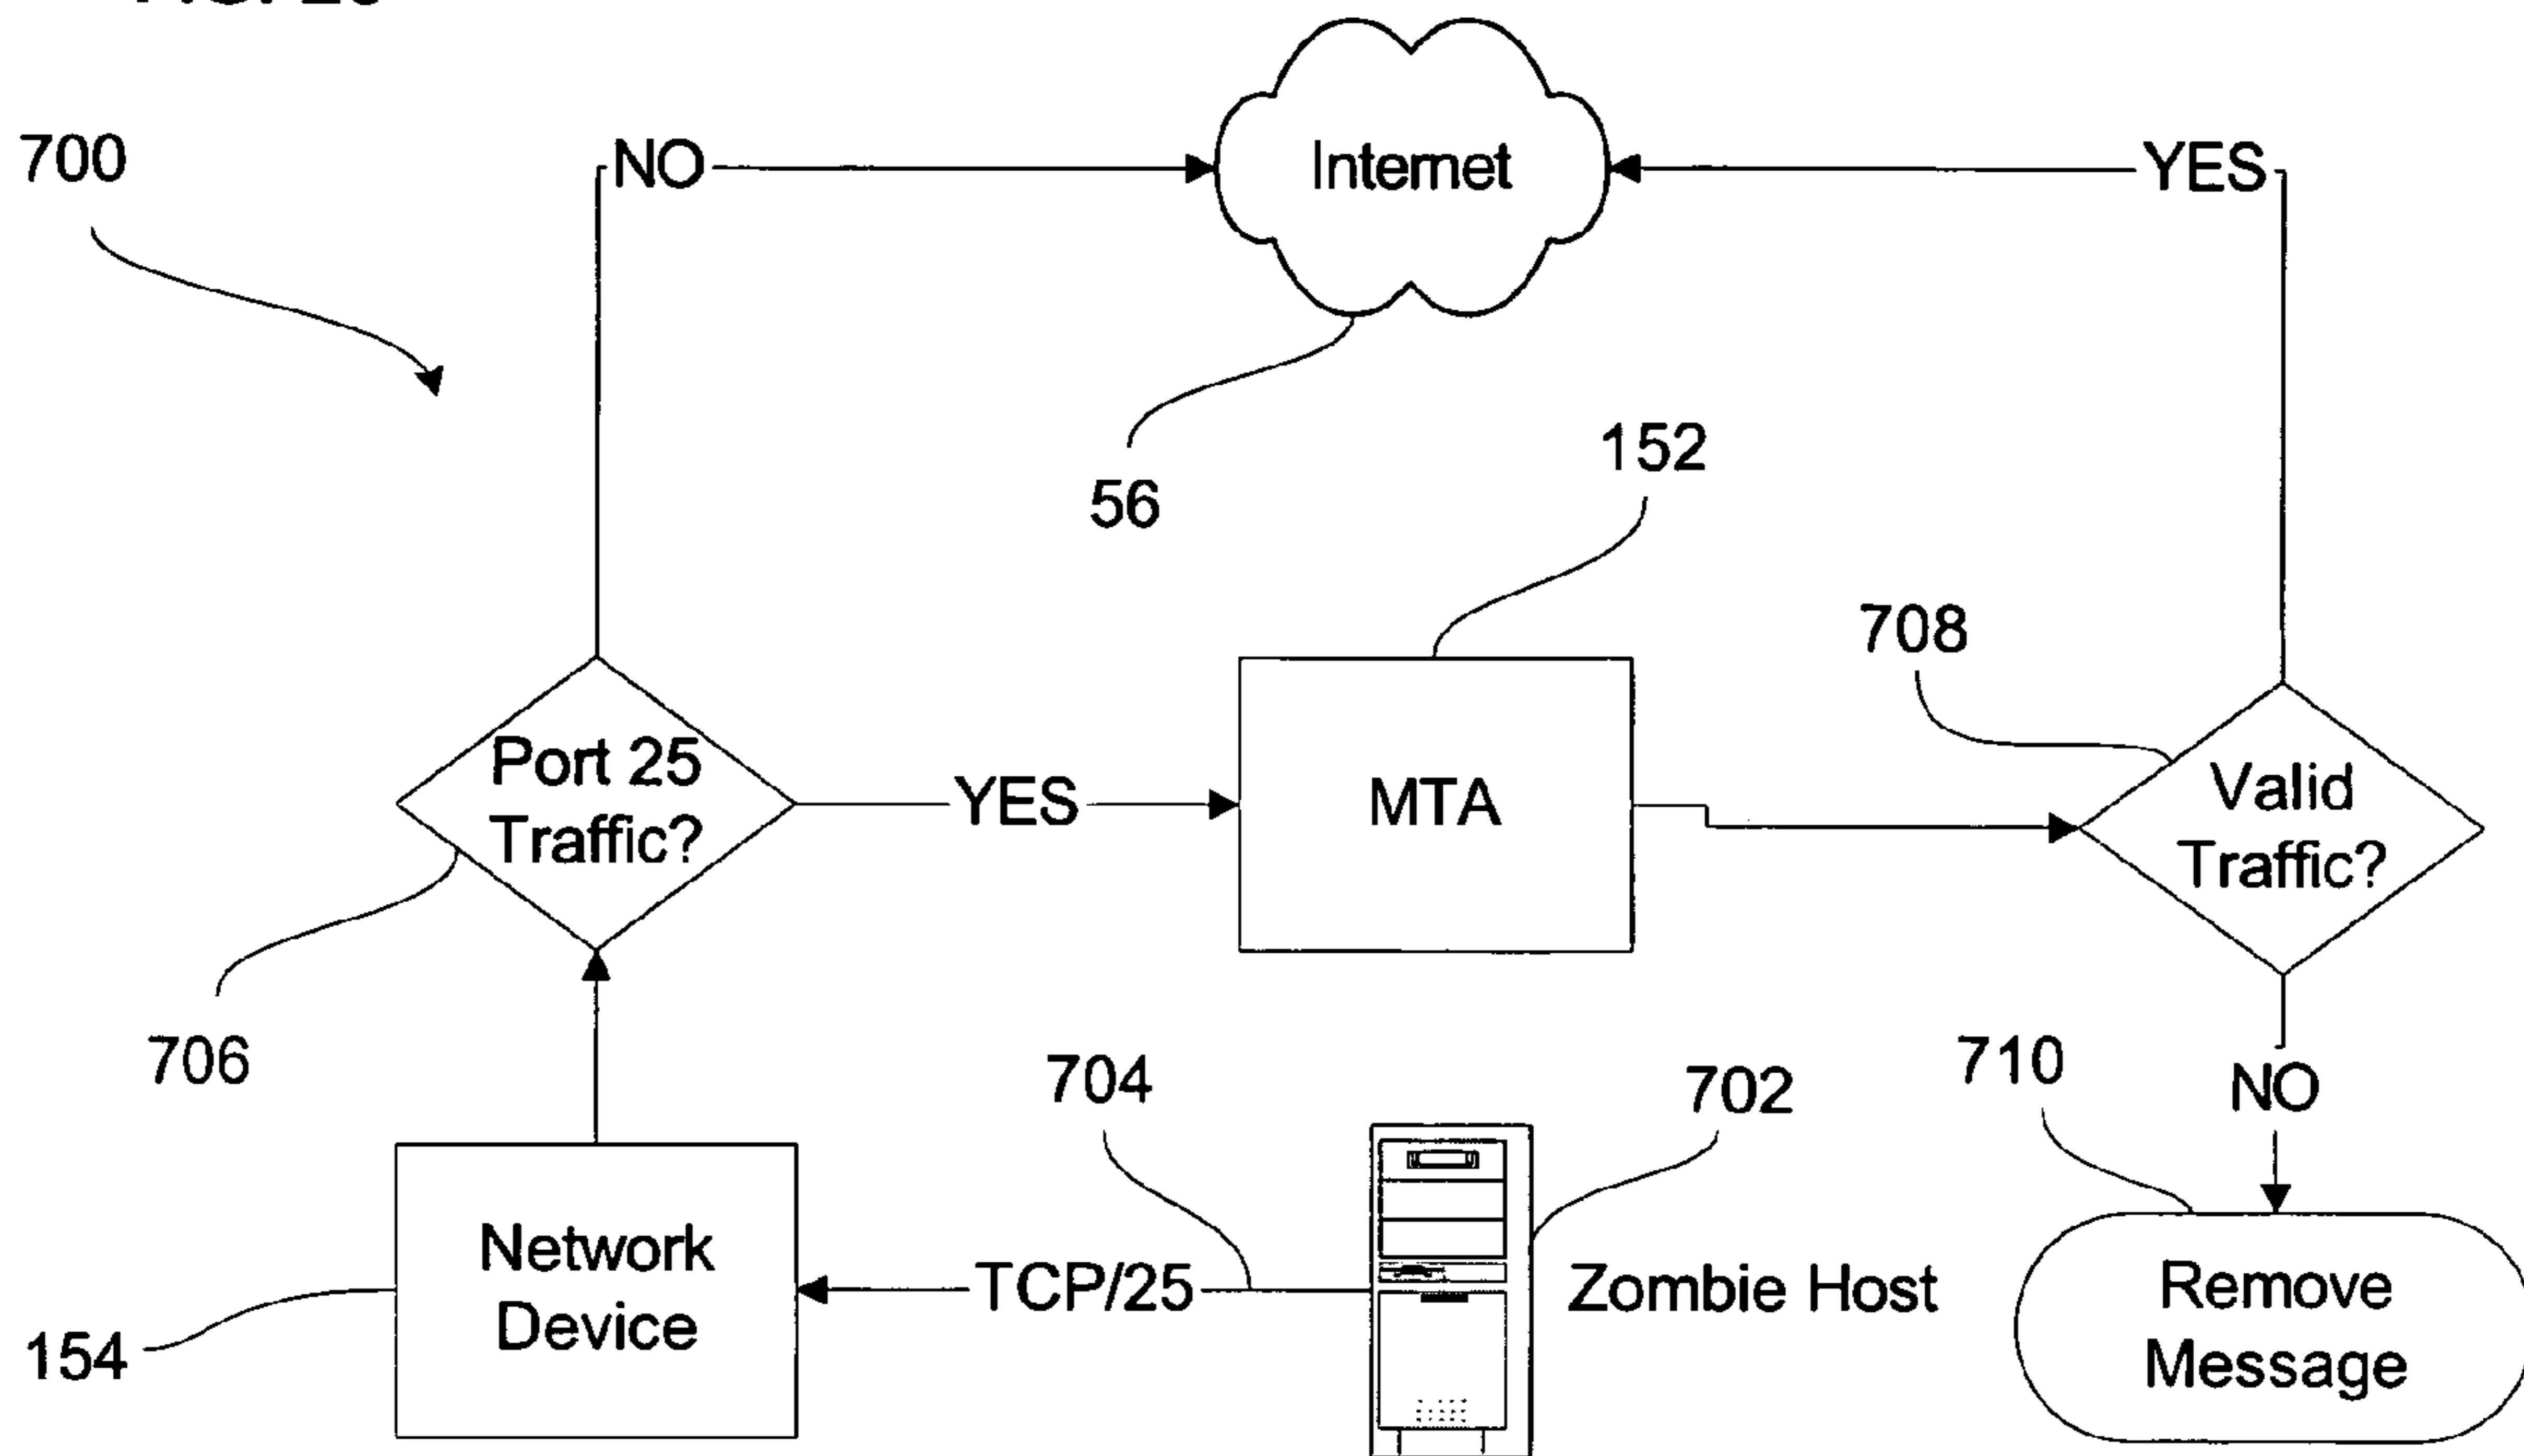 700
NO
Internet
YES
56
152
708
Port 25
Traffic?
YES
MTA
Valid
Traffic?
706
704
702
710
NO
Network
Device
TCP/25
Zombie Host
Remove
Message
154